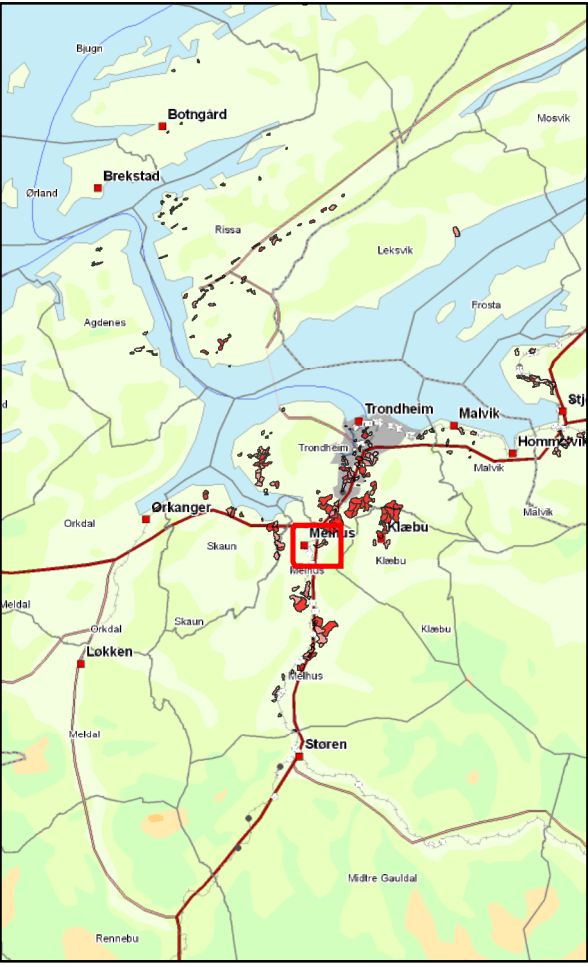 Bjugn
Botngård
Mosvik
Brekstad
Ørland
Rissa
Leksvik
Frosta
Agdenes
d
Stj
Trondheim
Malvik
Trondheim
Hommelvik
Malvik
Malvik
Ørkanger
Orkdal
Klæbu
Melhus
Skaun
Klæbu
Melhus
Meldal
Skaun
Orkdal
Klæbu
Løkken
Melhus
Meldal
Støren
Midtre Gauldal
Rennebu